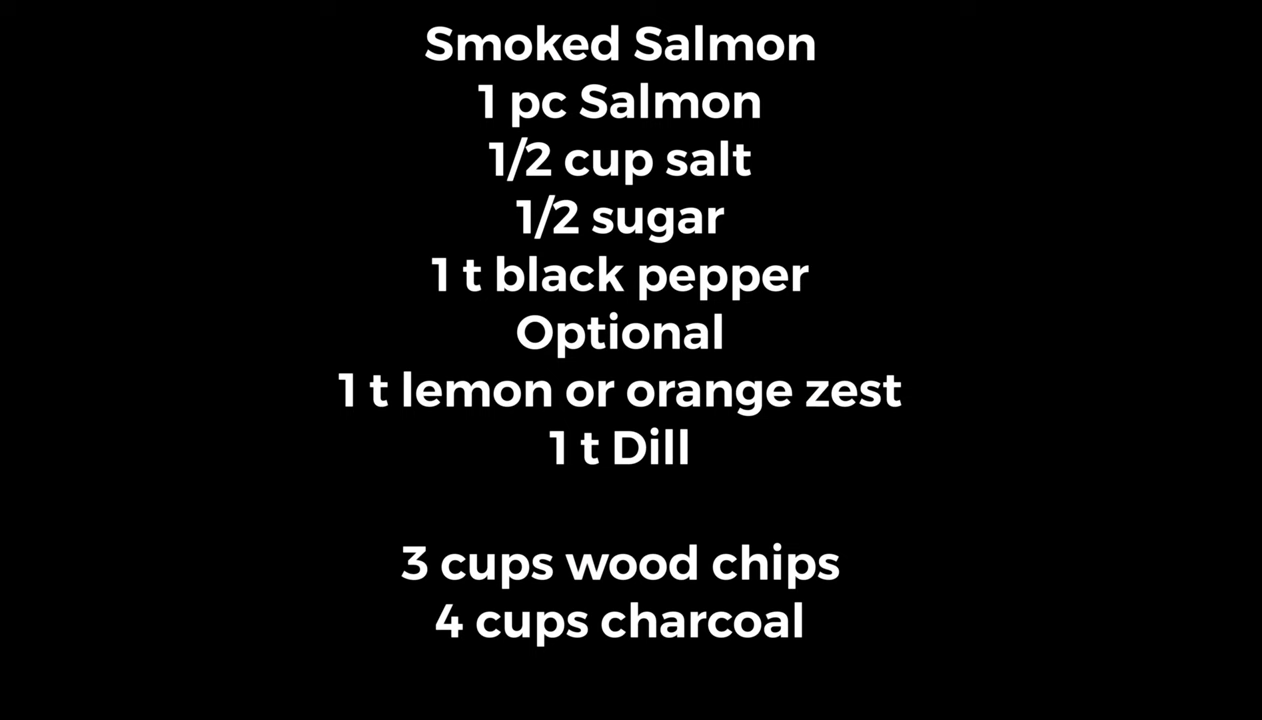 Smoked Salmon
1 pc Salmon
1/2 cup salt
1/2 sugar
1 t black pepper
Optional
1 t lemon or orange zest
1 t Dill
3 cups wood chips
4 cups charcoal